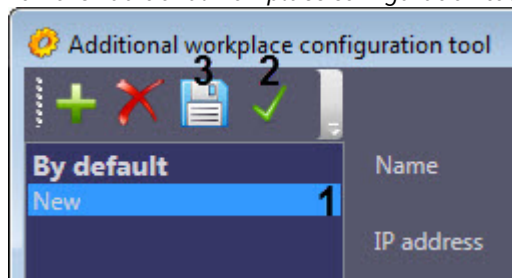 Additional workplace configuration tool
3 2
By default
Name
New
1
IP address